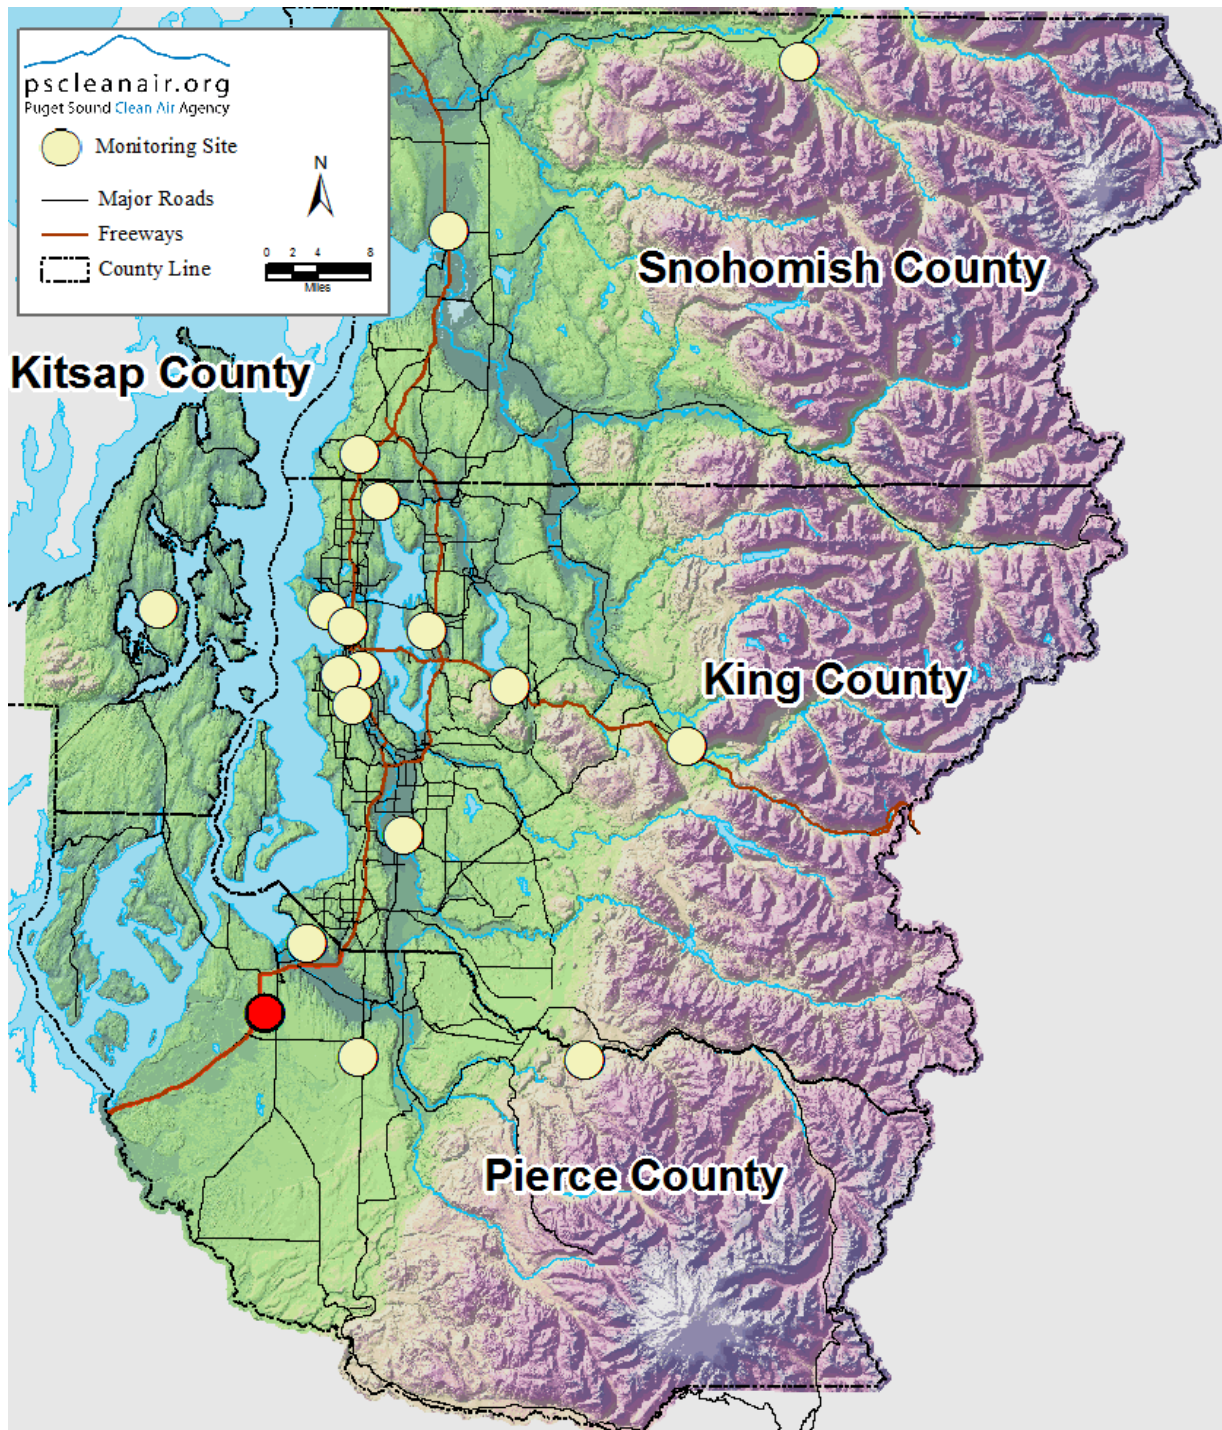 pscleanair.org
Puget Sound Clean Air Agency
Monitoring Site
N
Major Roads
Freeways
0 2 4 8
County Line
Miles
Snohomish County
Kitsap County
King County
Pierce County